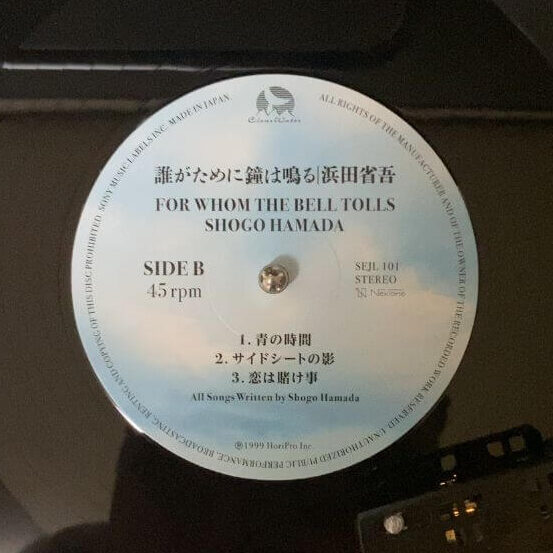 Clear Water
誰がために鐘は鳴る|浜田省吾
FOR WHOM THE BELL TOLLS
SHOGO HAMADA
SIDE B
45 rpm
SEJL 101
STEREO
N NexTone
1. 青の時間
2. サイドシートの影
3. 恋は賭け事
All Songs Written by Shogo Hamada
℗1999 HoriPro Inc.
ALL RIGHTS OF THE MANUFACTURER AND OF THE OWNER OF THE RECORDED WORK RESERVED. UNAUTHORIZED PUBLIC PERFORMANCE, BROADCASTING, RENTING AND COPYING OF THIS DISC PROHIBITED. SONY MUSIC LABELS INC. MADE IN JAPAN